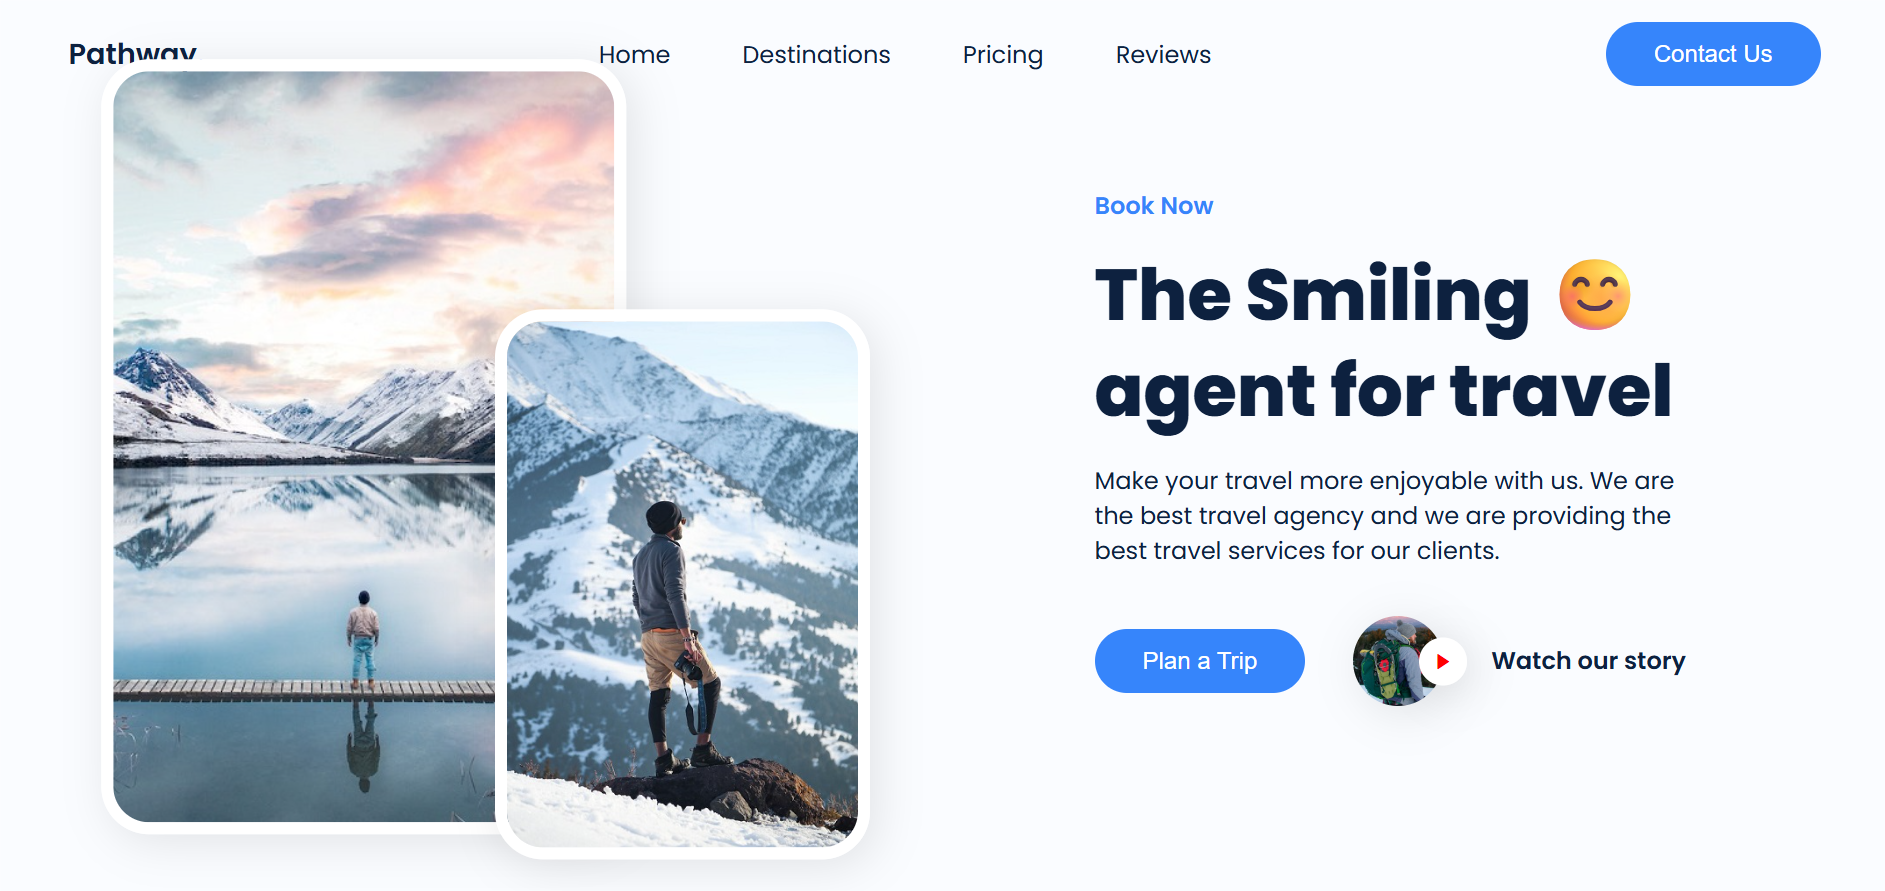 Pathway
Home Destinations Pricing Reviews
Contact Us
Book Now
The Smiling 😊
agent for travel
Make your travel more enjoyable with us. We are
the best travel agency and we are providing the
best travel services for our clients.
Plan a Trip
Watch our story